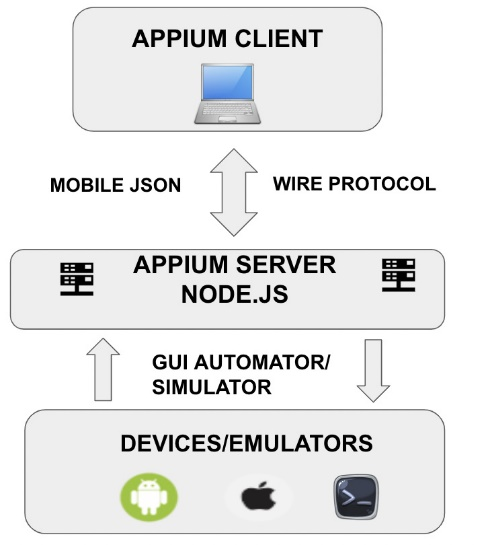 APPIUM CLIENT
MOBILE JSON
WIRE PROTOCOL
APPIUM SERVER
NODE.JS
GUI AUTOMATOR/
SIMULATOR
DEVICES/EMULATORS
>_